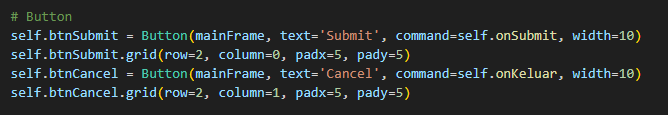 # Button
self.btnSubmit = Button(mainFrame, text='Submit', command=self.onSubmit, width=10)
self.btnSubmit.grid(row=2, column=0, padx=5, pady=5)
self.btnCancel = Button(mainFrame, text='Cancel', command=self.onKeluar, width=10)
self.btnCancel.grid(row=2, column=1, padx=5, pady=5)